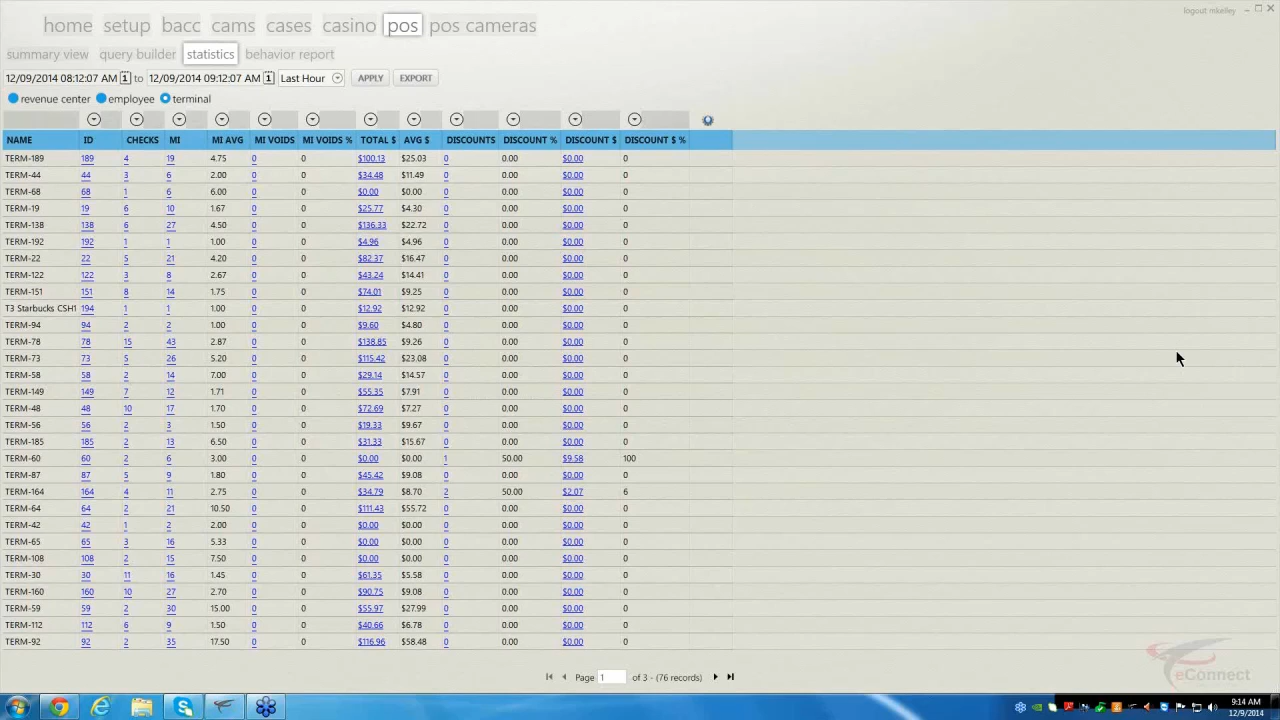 logout mkelley
home setup bacc cams cases casino pos pos cameras
summary view query builder statistics behavior report
12/09/2014 08:12:07 AM 1 to 12/09/2014 09:12:07 AM 1 Last Hour APPLY EXPORT
revenue center employee terminal
NAME ID CHECKS MI MI AVG MI VOIDS MI VOIDS % TOTAL $ AVG $ DISCOUNTS DISCOUNT % DISCOUNT $ DISCOUNT $ %
TERM-189 189 4 19 4.75 0 0 $100.13 $25.03 0 0.00 $0.00 0
TERM-44 44 3 6 2.00 0 0 $34.48 $11.49 0 0.00 $0.00 0
TERM-68 68 1 6 6.00 0 0 $0.00 $0.00 0 0.00 $0.00 0
TERM-19 19 6 10 1.67 0 0 $25.77 $4.30 0 0.00 $0.00 0
TERM-138 138 6 27 4.50 0 0 $136.33 $22.72 0 0.00 $0.00 0
TERM-192 192 1 1 1.00 0 0 $4.96 $4.96 0 0.00 $0.00 0
TERM-22 22 5 21 4.20 0 0 $82.37 $16.47 0 0.00 $0.00 0
TERM-122 122 3 8 2.67 0 0 $43.24 $14.41 0 0.00 $0.00 0
TERM-151 151 8 14 1.75 0 0 $74.01 $9.25 0 0.00 $0.00 0
T3 Starbucks CSH1 194 1 1 1.00 0 0 $12.92 $12.92 0 0.00 $0.00 0
TERM-94 94 2 2 1.00 0 0 $9.60 $4.80 0 0.00 $0.00 0
TERM-78 78 15 43 2.87 0 0 $138.85 $9.26 0 0.00 $0.00 0
TERM-73 73 5 26 5.20 0 0 $115.42 $23.08 0 0.00 $0.00 0
TERM-58 58 2 14 7.00 0 0 $29.14 $14.57 0 0.00 $0.00 0
TERM-149 149 7 12 1.71 0 0 $55.35 $7.91 0 0.00 $0.00 0
TERM-48 48 10 17 1.70 0 0 $72.69 $7.27 0 0.00 $0.00 0
TERM-56 56 2 3 1.50 0 0 $19.33 $9.67 0 0.00 $0.00 0
TERM-185 185 2 13 6.50 0 0 $31.33 $15.67 0 0.00 $0.00 0
TERM-60 60 2 6 3.00 0 0 $0.00 $0.00 1 50.00 $9.58 100
TERM-87 87 5 9 1.80 0 0 $45.42 $9.08 0 0.00 $0.00 0
TERM-164 164 4 11 2.75 0 0 $34.79 $8.70 2 50.00 $2.07 6
TERM-64 64 2 21 10.50 0 0 $111.43 $55.72 0 0.00 $0.00 0
TERM-42 42 1 2 2.00 0 0 $0.00 $0.00 0 0.00 $0.00 0
TERM-65 65 3 16 5.33 0 0 $0.00 $0.00 0 0.00 $0.00 0
TERM-108 108 2 15 7.50 0 0 $0.00 $0.00 0 0.00 $0.00 0
TERM-30 30 11 16 1.45 0 0 $61.35 $5.58 0 0.00 $0.00 0
TERM-160 160 10 27 2.70 0 0 $90.75 $9.08 0 0.00 $0.00 0
TERM-59 59 2 30 15.00 0 0 $55.97 $27.99 0 0.00 $0.00 0
TERM-112 112 6 9 1.50 0 0 $40.66 $6.78 0 0.00 $0.00 0
TERM-92 92 2 35 17.50 0 0 $116.96 $58.48 0 0.00 $0.00 0
Page 1 of 3 - (76 records)
eConnect
9:14 AM
12/9/2014